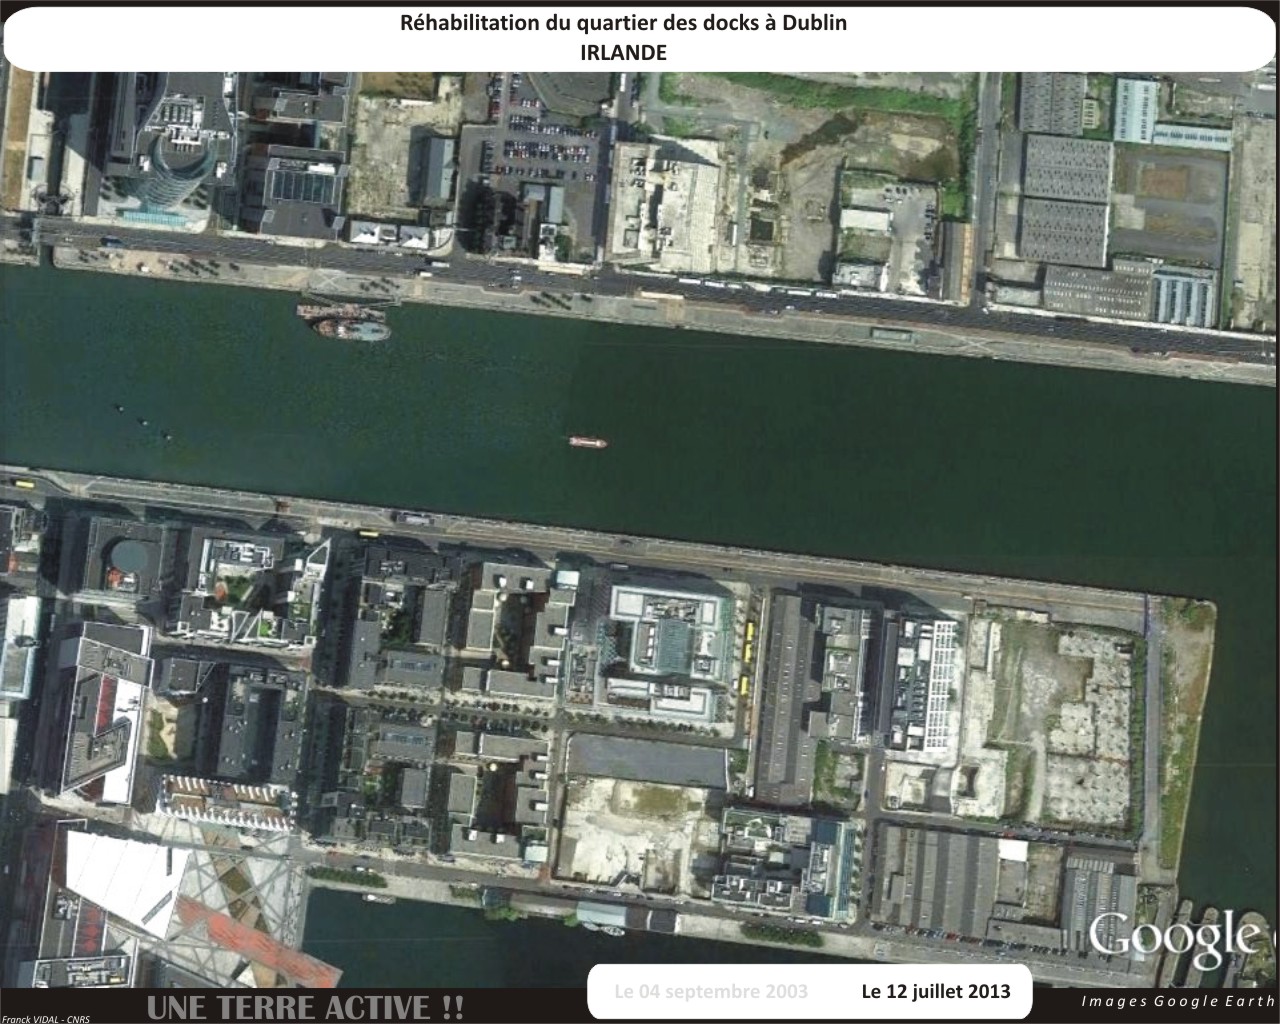 Réhabilitation du quartier des docks à Dublin
IRLANDE
Google
Le 04 septembre 2003 Le 12 juillet 2013
UNE TERRE ACTIVE !!
Images Google Earth
Franck VIDAL - CNRS